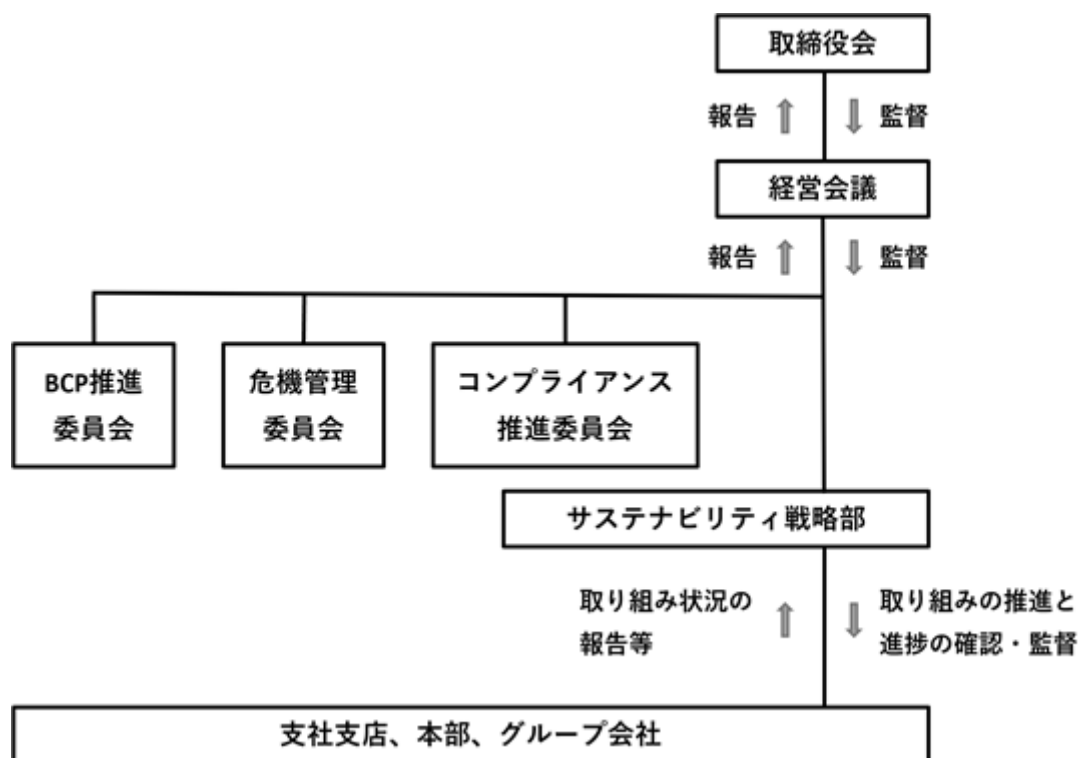 取締役会
報告
監督
経営会議
報告
監督
BCP推進
委員会
危機管理
委員会
コンプライアンス
推進委員会
サステナビリティ戦略部
取り組み状況の
報告等
取り組みの推進と
進捗の確認・監督
支社支店、本部、グループ会社